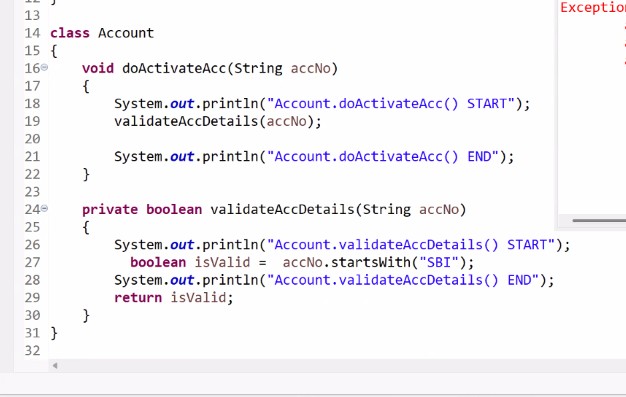 Exception
13
14 class Account
15 {
16 void doActivateAcc(String accNo)
17 {
18 System.out.println("Account.doActivateAcc() START");
19 validateAccDetails(accNo);
20
21 System.out.println("Account.doActivateAcc() END");
22 }
23
24 private boolean validateAccDetails(String accNo)
25 {
26 System.out.println("Account.validateAccDetails() START");
27 boolean isValid = accNo.startsWith("SBI");
28 System.out.println("Account.validateAccDetails() END");
29 return isValid;
30 }
31 }
32